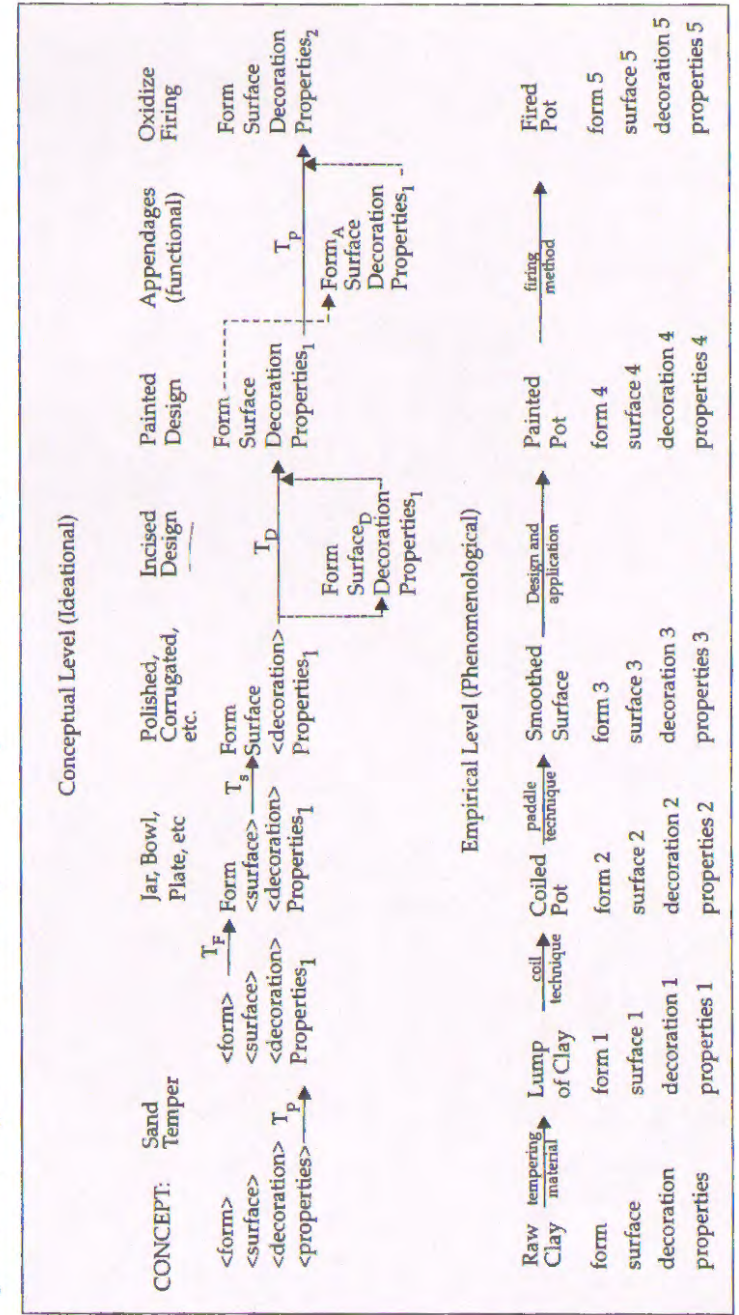 Conceptual Level (Ideational)
CONCEPT:
Sand
Temper
Jar, Bowl,
Plate, etc
Polished,
Corrugated,
etc.
Incised
Design
Painted
Design
Appendages
(functional)
Oxidize
Firing
<form>
<surface>
<decoration>
<properties>
T_P
<form>
<surface>
<decoration>
Properties_1
T_F
Form
<surface>
<decoration>
Properties_1
T_s
Form
Surface
<decoration>
Properties_1
T_D
Form
Surface_D
Decoration
Properties_1
Form
Surface
Decoration
Properties_1
T_p
Form_A
Surface
Decoration
Properties_1
Form
Surface
Decoration
Properties_2
Empirical Level (Phenomenological)
Raw
Clay
tempering
material
Lump
of Clay
coil
technique
Coiled
Pot
paddle
technique
Smoothed
Surface
Design and
application
Painted
Pot
firing
method
Fired
Pot
form
form 1
form 2
form 3
form 4
form 5
surface
surface 1
surface 2
surface 3
surface 4
surface 5
decoration
decoration 1
decoration 2
decoration 3
decoration 4
decoration 5
properties
properties 1
properties 2
properties 3
properties 4
properties 5